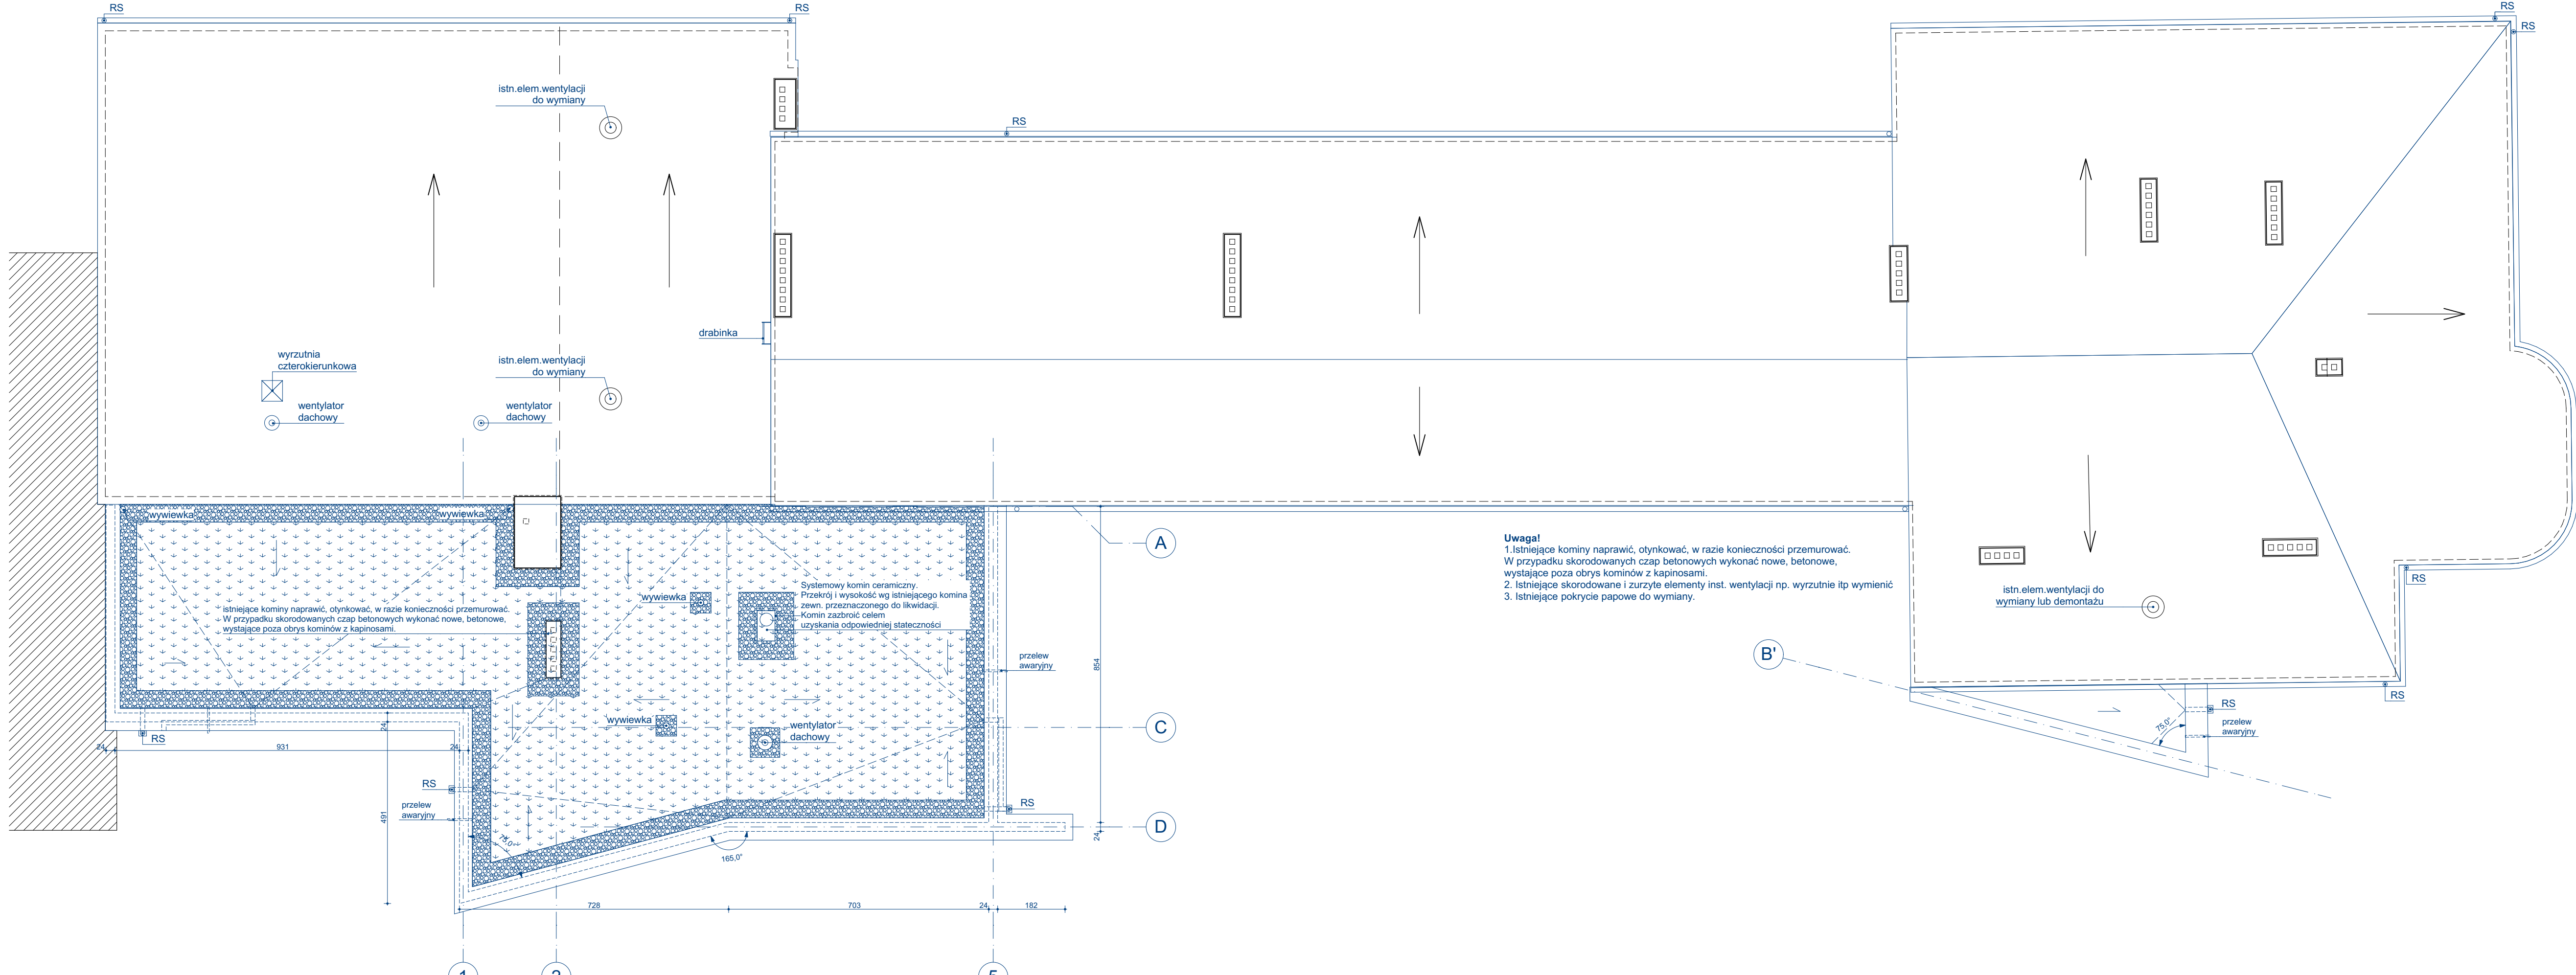 RS
RS
RS
RS
RS
istn.elem.wentylacji
do wymiany
drabinka
wyrzutnia
czterokierunkowa
istn.elem.wentylacji
do wymiany
wentylator
dachowy
wentylator
dachowy
wywiewka
wywiewka
A
Uwaga!
1.Istniejące kominy naprawić, otynkować, w razie konieczności przemurować.
W przypadku skorodowanych czap betonowych wykonać nowe, betonowe,
wystające poza obrys kominów z kapinosami.
2. Istniejące skorodowane i zurzyte elementy inst. wentylacji np. wyrzutnie itp wymienić
3. Istniejące pokrycie papowe do wymiany.
istn.elem.wentylacji do
wymiany lub demontażu
RS
Systemowy komin ceramiczny.
Przekrój i wysokość wg istniejącego komina
zewn. przeznaczonego do likwidacji.
Komin zazbroić celem
uzyskania odpowiedniej stateczności
wywiewka
istniejące kominy naprawić, otynkować, w razie konieczności przemurować.
W przypadku skorodowanych czap betonowych wykonać nowe, betonowe,
wystające poza obrys kominów z kapinosami.
przelew
awaryjny
854
B'
RS
RS
przelew
awaryjny
75,0°
wywiewka
wentylator
dachowy
C
RS
24
931
24
24
RS
przelew
awaryjny
491
75,0°
165,0°
RS
D
24
728
703
24
182
1
2
5